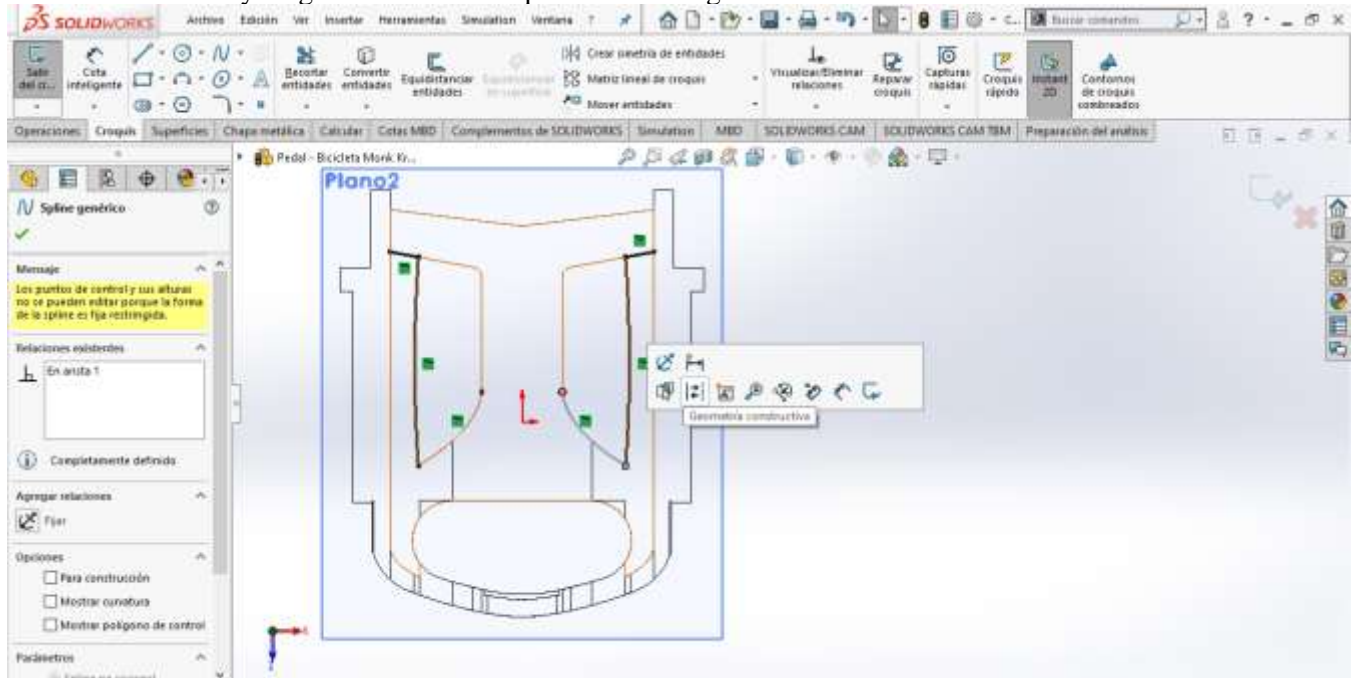 SOLIDWORKS
Archivo Edición Ver Insertar Herramientas Simulation Ventana ?
Buscar comandos
Cota inteligente
Recortar entidades
Convertir entidades
Equidistanciar entidades
Crear simetría de entidades
Matriz lineal de croquis
Mover entidades
Visualizar/Eliminar relaciones
Reparar croquis
Capturas rápidas
Croquis rápido
Instant 2D
Contornos de croquis sombreados
Operaciones Croquis Superficies Chapa metálica Calcular Cotas MBD Complementos de SOLIDWORKS Simulation MBD SOLIDWORKS CAM SOLIDWORKS CAM TBM Preparación del análisis
Pedal - Bicicleta Monk Kr...
Plano2
Spline genérico
Mensaje
Los puntos de control y sus alturas
no se pueden editar porque la forma
de la spline es fija restringida.
Relaciones existentes
En arista 1
Completamente definido
Agregar relaciones
Fijar
Opciones
Para construcción
Mostrar curvatura
Mostrar polígono de control
Parámetros
Geometría constructiva